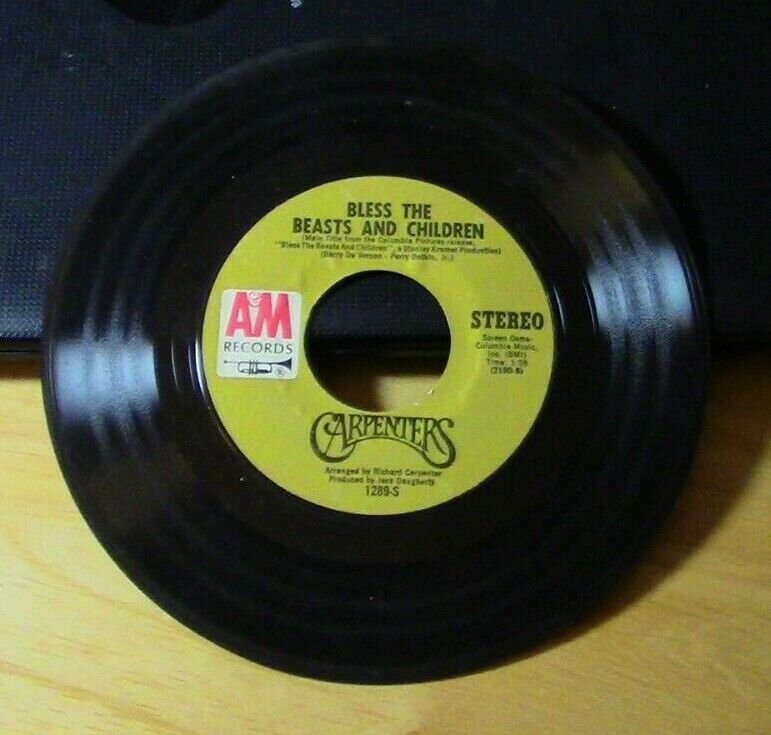 BLESS THE
BEASTS AND CHILDREN
(Main Title from the Columbia Pictures release,
"Bless The Beasts And Children", a Stanley Kramer Production)
(Barry De Vorzon - Perry Botkin, Jr.)
A&M
RECORDS
®
STEREO
Screen Gems-
Columbia Music,
Inc. (BMI)
Time:
CARPENTERS
Arranged by Richard Carpenter
Produced by Jack Daugherty
1289-S